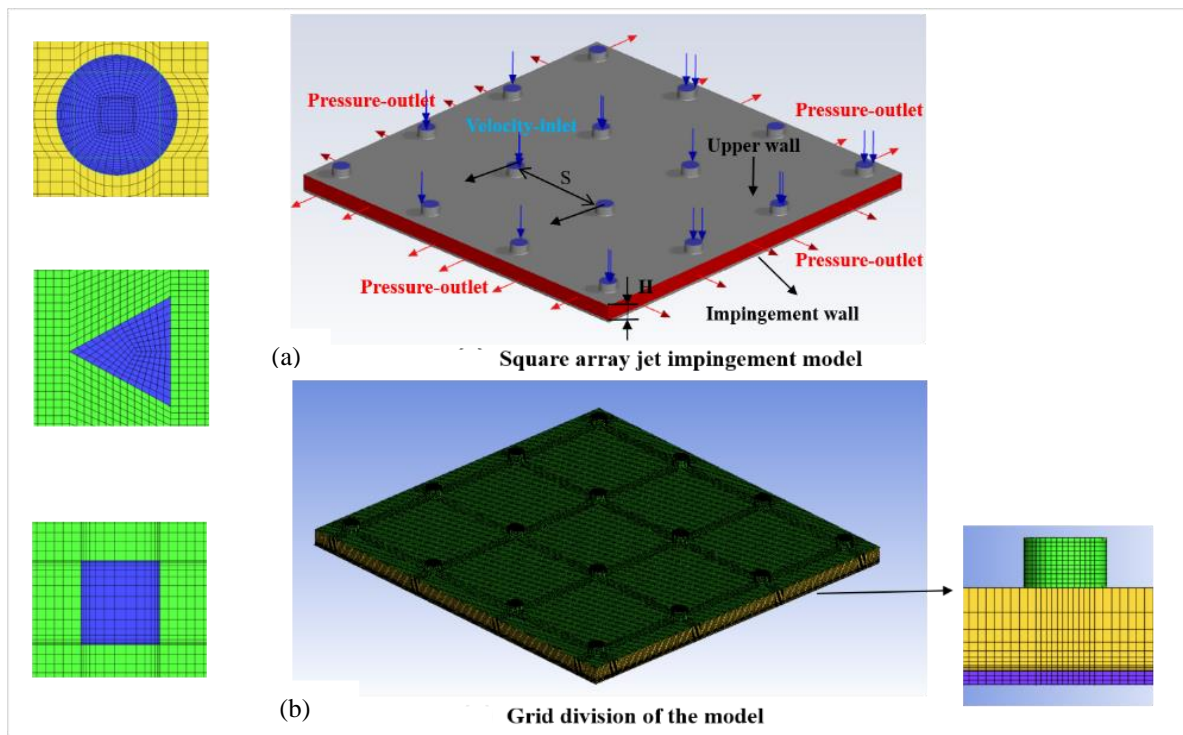 Pressure-outlet
Pressure-outlet
Velocity-inlet
Upper wall
S
Pressure-outlet
Pressure-outlet
H
Impingement wall
(a)
Square array jet impingement model
(b)
Grid division of the model